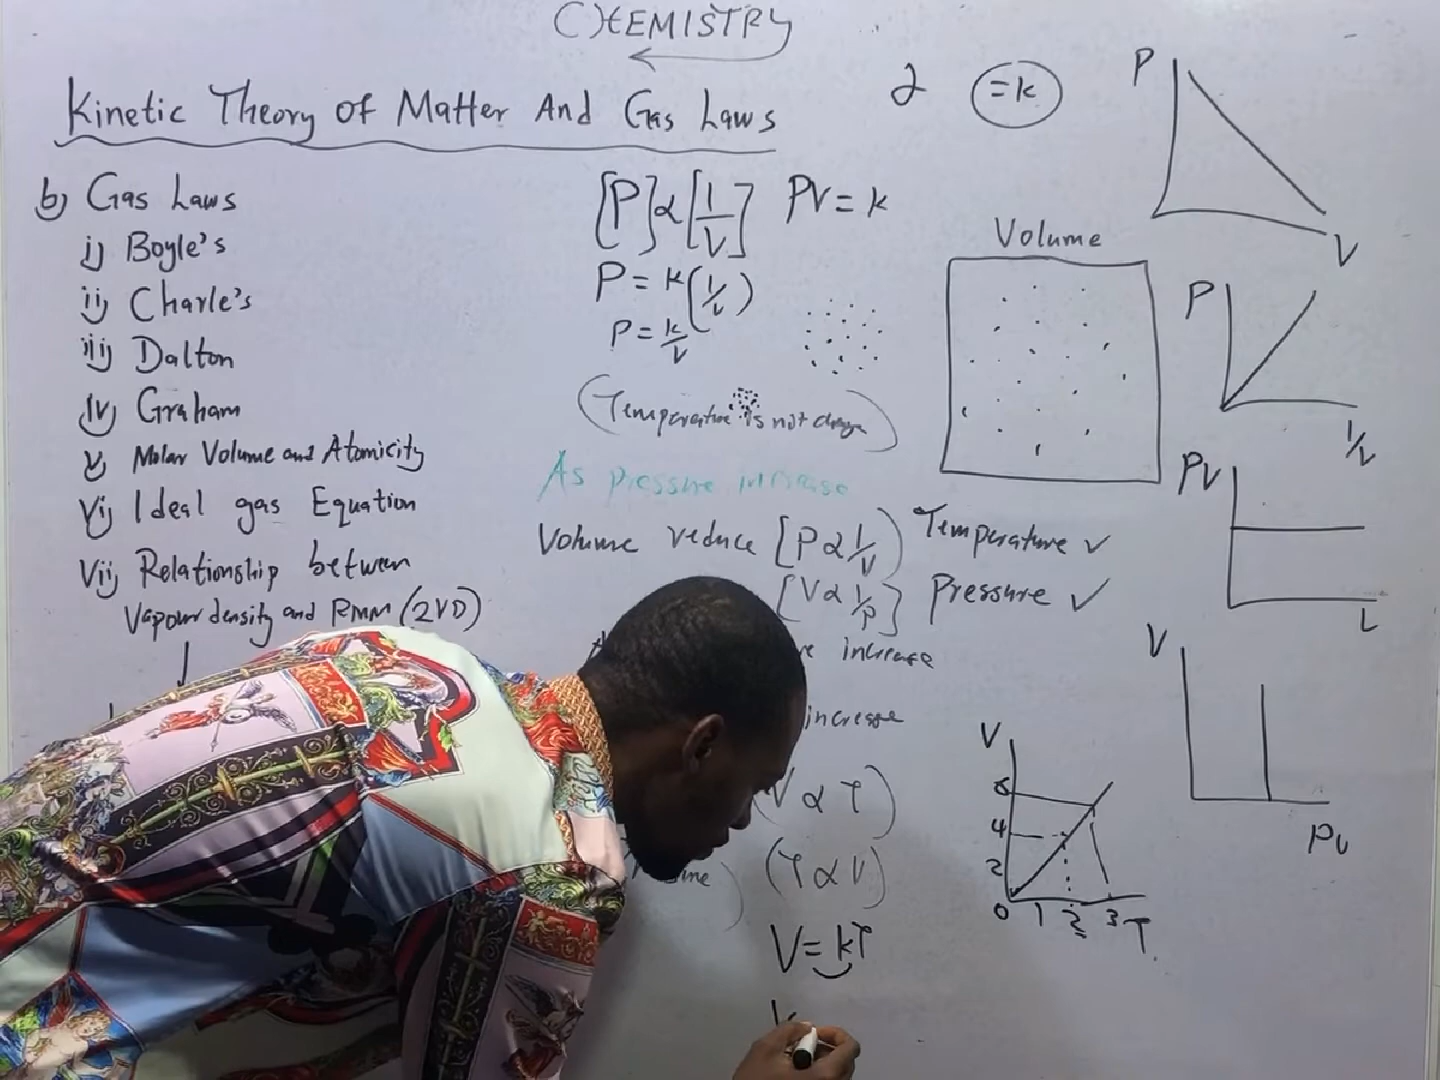 CHEMISTRY
Kinetic Theory of Matter And Gas Laws
b) Gas Laws
i) Boyle's
ii) Charle's
iii) Dalton
iv) Graham
v) Molar Volume and Atomicity
vi) Ideal gas Equation
vii) Relationship between
Vapour density and RMM (2VD)
[P]α[1/V] PV = k
P = k(1/V)
P = k/V
(Temperature is not change)
As pressure increase
Volume reduce [Pα1/V)
[Vα1/P}
increase
increase
V α T)
(T α V)
V = kT
α =k
Volume
Temperature ✓
Pressure ✓
P
V
P
1/V
PV
V
PV
V
6
4
2
0 1 2 3 T